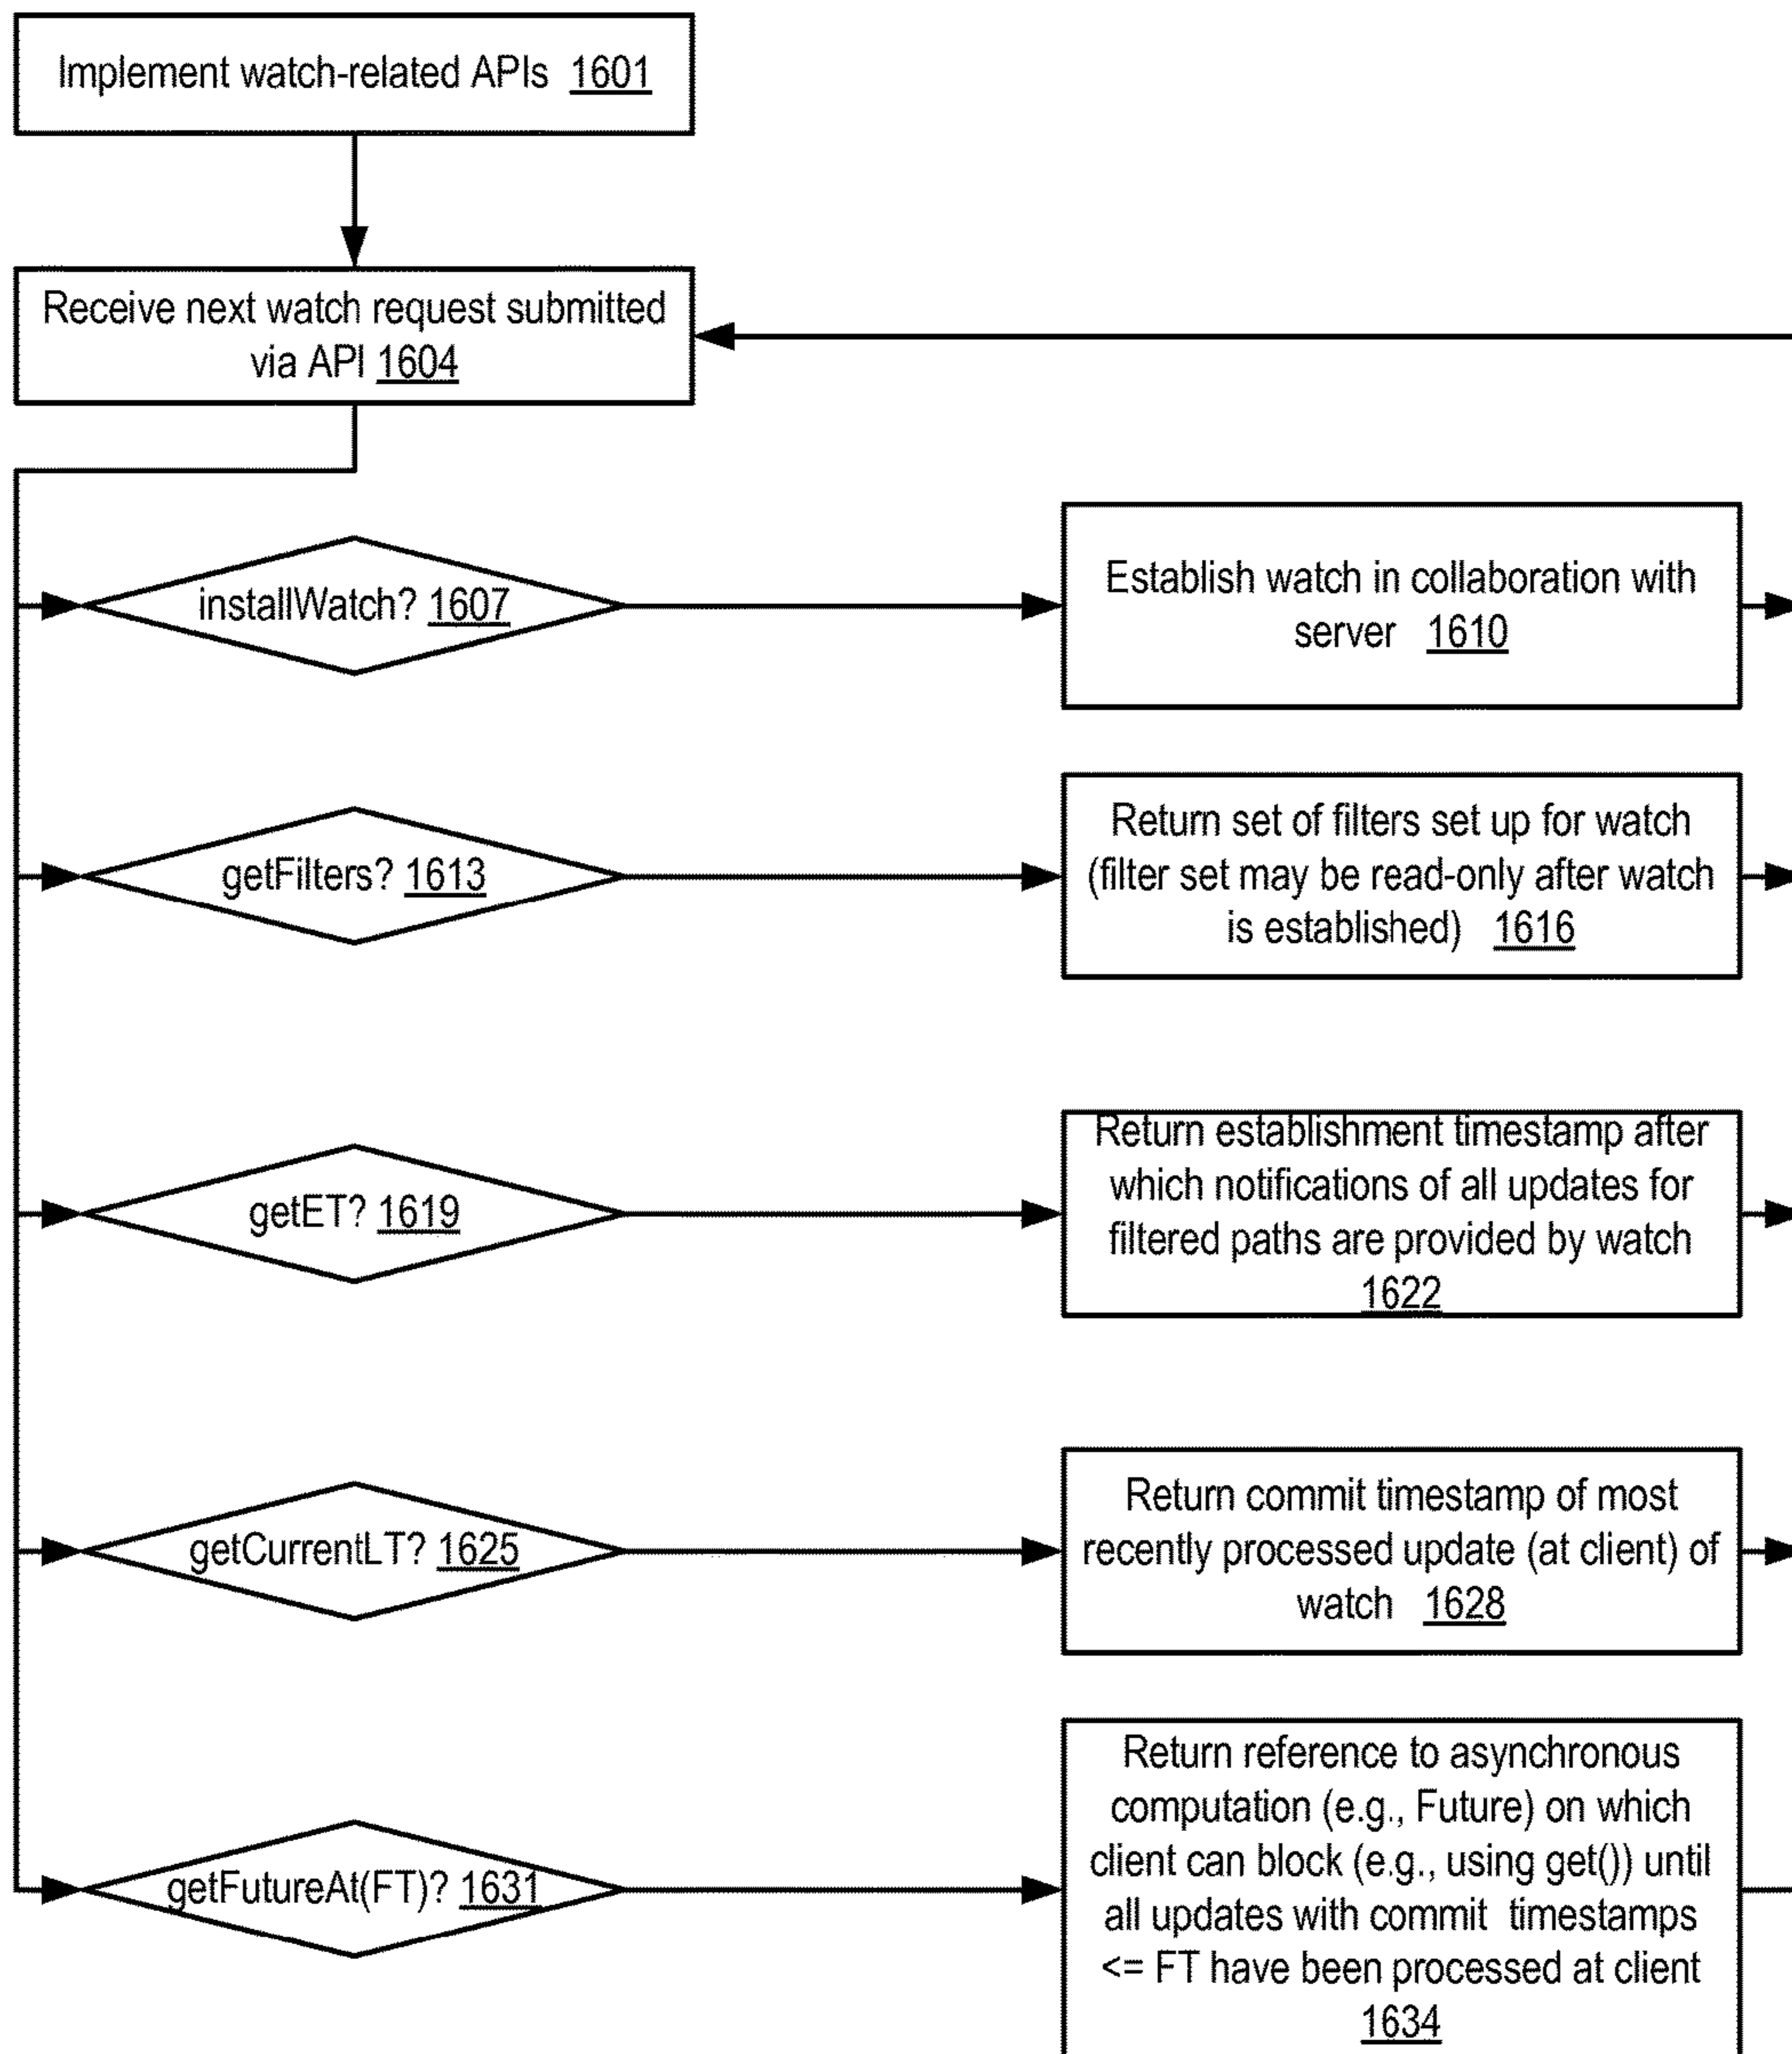 Implement watch-related APIs 1601
Receive next watch request submitted
via API 1604
installWatch? 1607
Establish watch in collaboration with
server 1610
getFilters? 1613
Return set of filters set up for watch
(filter set may be read-only after watch
is established) 1616
getET? 1619
Return establishment timestamp after
which notifications of all updates for
filtered paths are provided by watch
1622
getCurrentLT? 1625
Return commit timestamp of most
recently processed update (at client) of
watch 1628
getFutureAt(FT)? 1631
Return reference to asynchronous
computation (e.g., Future) on which
client can block (e.g., using get()) until
all updates with commit timestamps
<= FT have been processed at client
1634